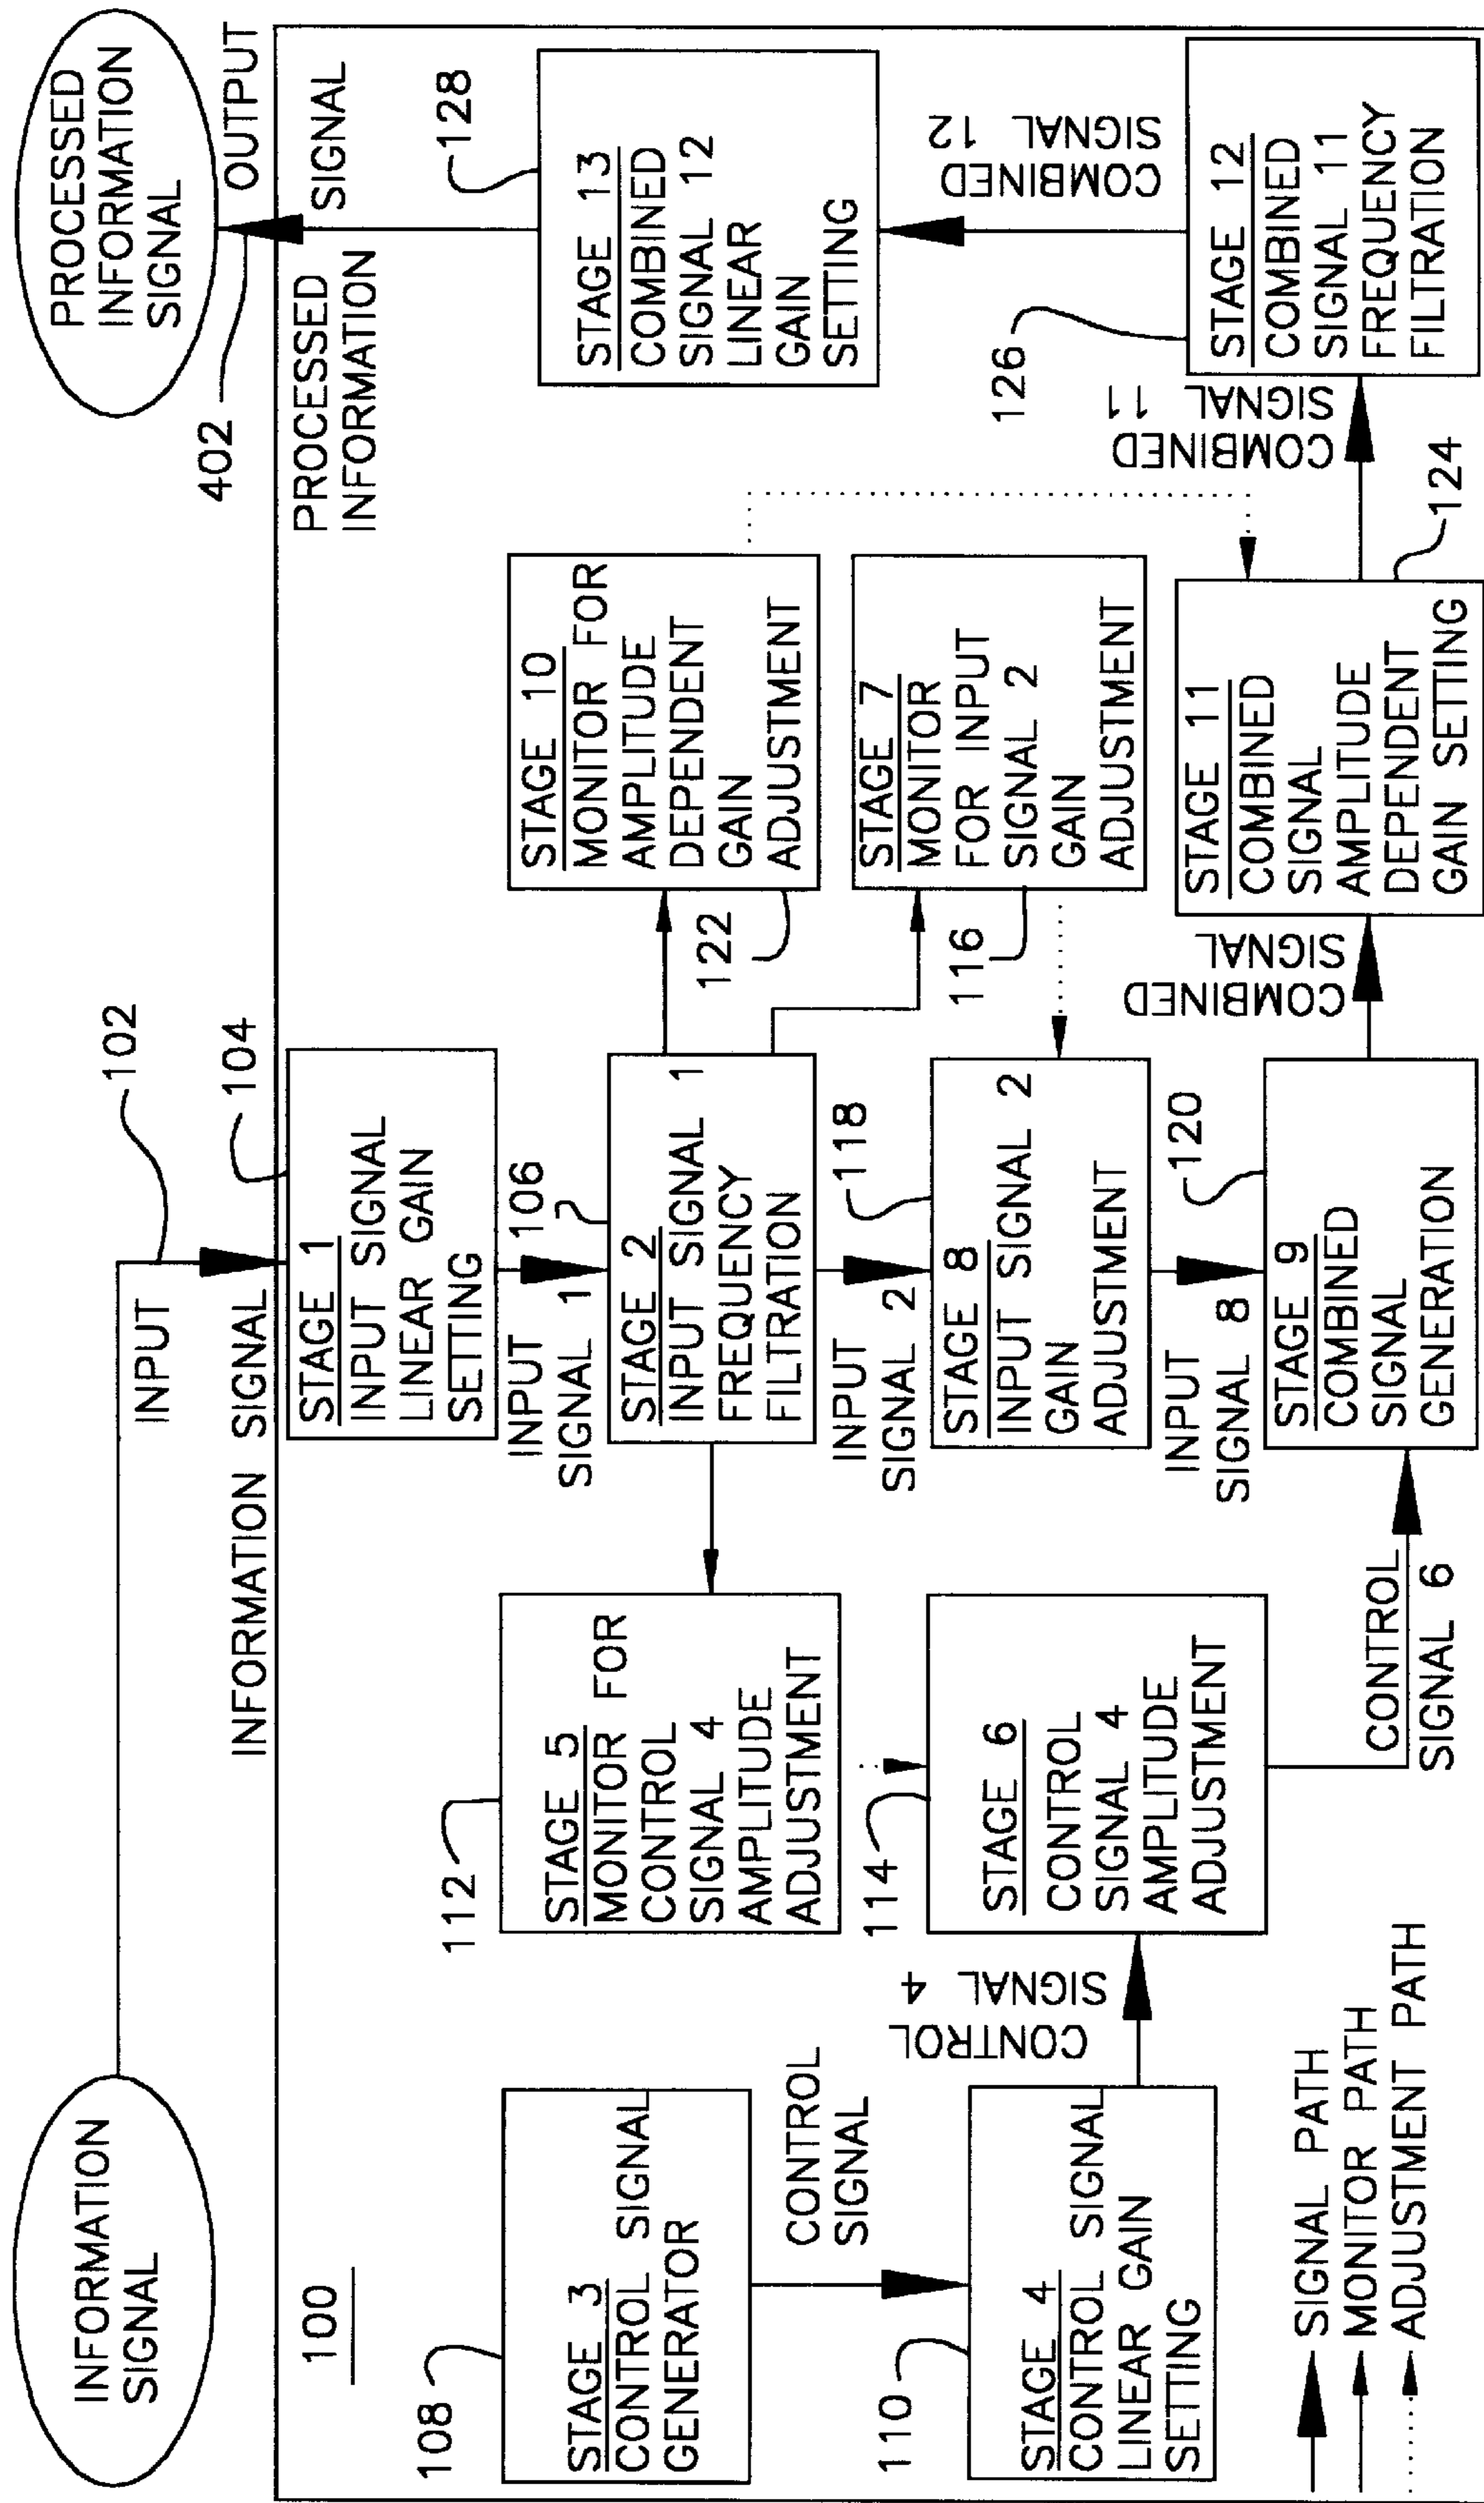 INFORMATION
SIGNAL
INPUT
102
PROCESSED
INFORMATION
SIGNAL
402
OUTPUT
INFORMATION SIGNAL
104
PROCESSED
INFORMATION
SIGNAL
100
108
STAGE 3
CONTROL SIGNAL
GENERATOR
CONTROL
SIGNAL
110
STAGE 4
CONTROL SIGNAL
LINEAR GAIN
SETTING
CONTROL
SIGNAL 4
112
STAGE 5
MONITOR FOR
CONTROL
SIGNAL 4
AMPLITUDE
ADJUSTMENT
114
STAGE 6
CONTROL
SIGNAL 4
AMPLITUDE
ADJUSTMENT
CONTROL
SIGNAL 6
STAGE 1
INPUT SIGNAL
LINEAR GAIN
SETTING
INPUT
SIGNAL 1
106
STAGE 2
INPUT SIGNAL 1
FREQUENCY
FILTRATION
INPUT
SIGNAL 2
118
STAGE 8
INPUT SIGNAL 2
GAIN
ADJUSTMENT
INPUT
SIGNAL 8
120
STAGE 9
COMBINED
SIGNAL
GENERATION
COMBINED
SIGNAL
122
STAGE 10
MONITOR FOR
AMPLITUDE
DEPENDENT
GAIN
ADJUSTMENT
116
STAGE 7
MONITOR
FOR INPUT
SIGNAL 2
GAIN
ADJUSTMENT
STAGE 11
COMBINED
SIGNAL
AMPLITUDE
DEPENDENT
GAIN SETTING
124
COMBINED
SIGNAL 11
126
STAGE 12
COMBINED
SIGNAL 11
FREQUENCY
FILTRATION
COMBINED
SIGNAL 12
128
STAGE 13
COMBINED
SIGNAL 12
LINEAR
GAIN
SETTING
SIGNAL PATH
MONITOR PATH
ADJUSTMENT PATH